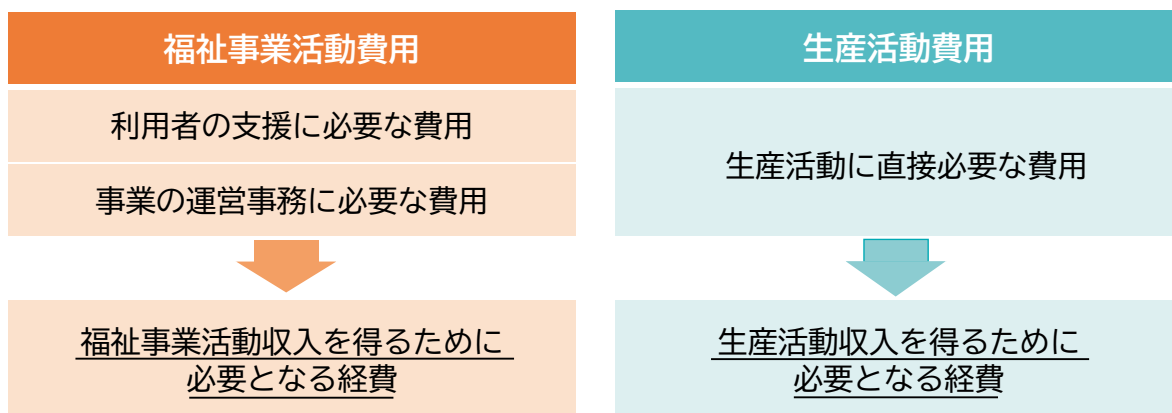 福祉事業活動費用
利用者の支援に必要な費用
事業の運営事務に必要な費用
福祉事業活動収入を得るために
必要となる経費
生産活動費用
生産活動に直接必要な費用
生産活動収入を得るために
必要となる経費